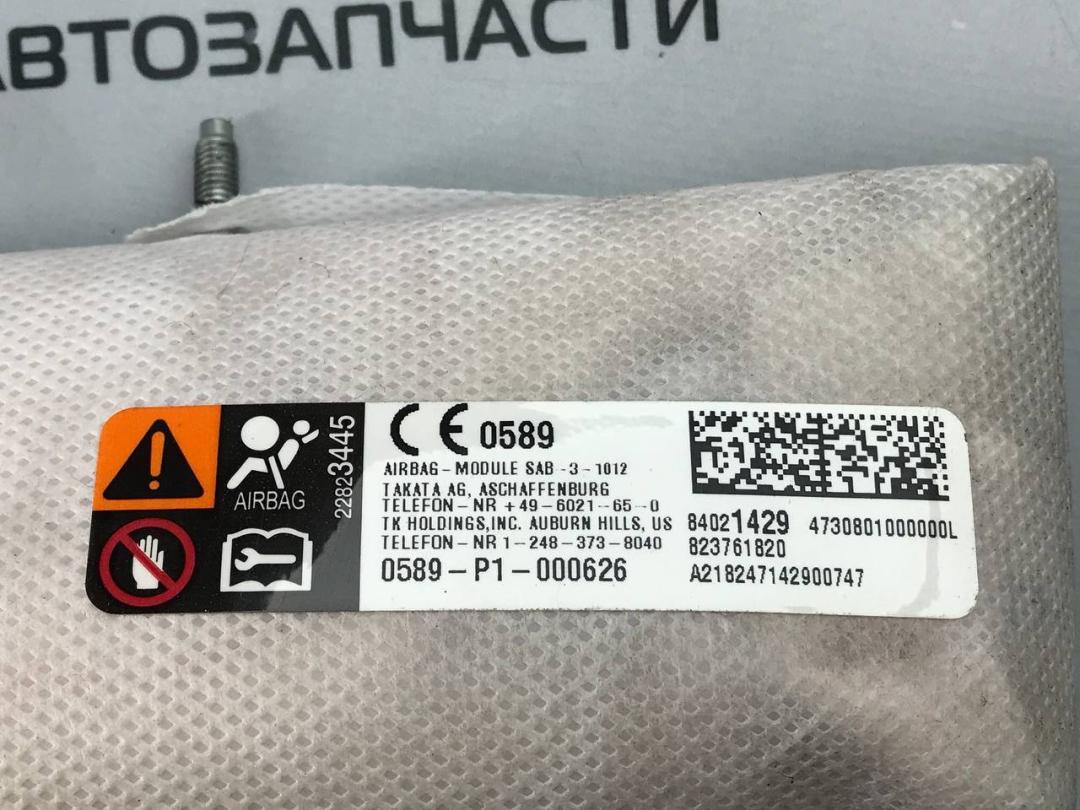 АВТОЗАПЧАСТИ
AIRBAG
22823445
CE 0589
AIRBAG-MODULE SAB-3-1012
TAKATA AG, ASCHAFFENBURG
TELEFON-NR +49-6021-65-0
TK HOLDINGS,INC. AUBURN HILLS, US
TELEFON-NR 1-248-373-8040
0589-P1-000626
84021429 4730801000000L
823761820
A218247142900747